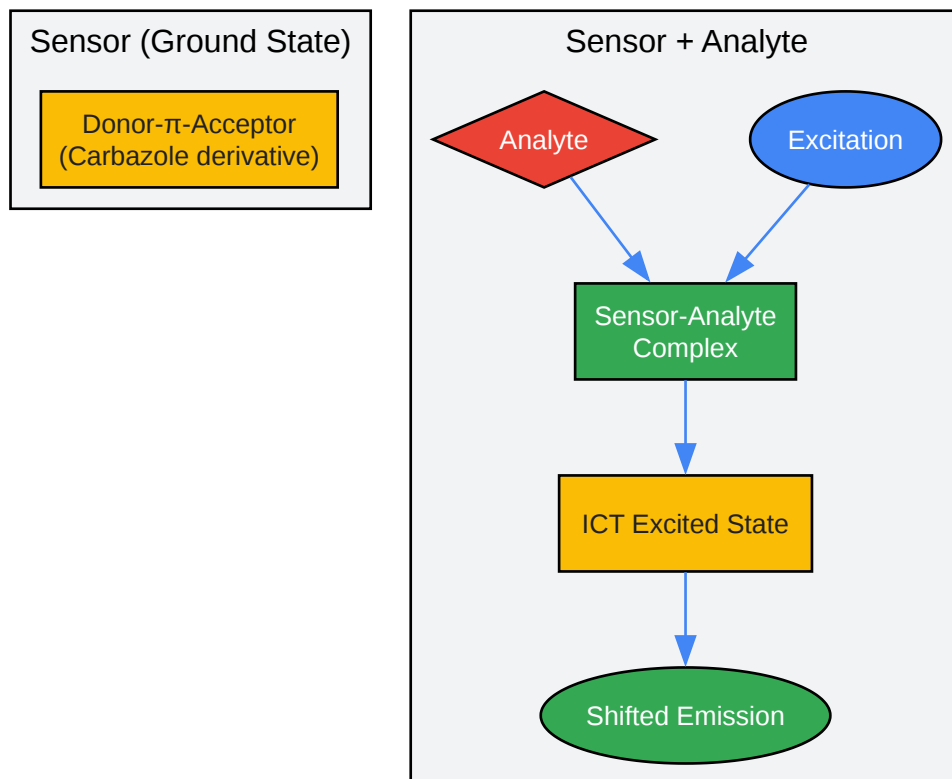 Sensor (Ground State)
Donor-π-Acceptor
(Carbazole derivative)
Sensor + Analyte
Analyte
Excitation
Sensor-Analyte
Complex
ICT Excited State
Shifted Emission